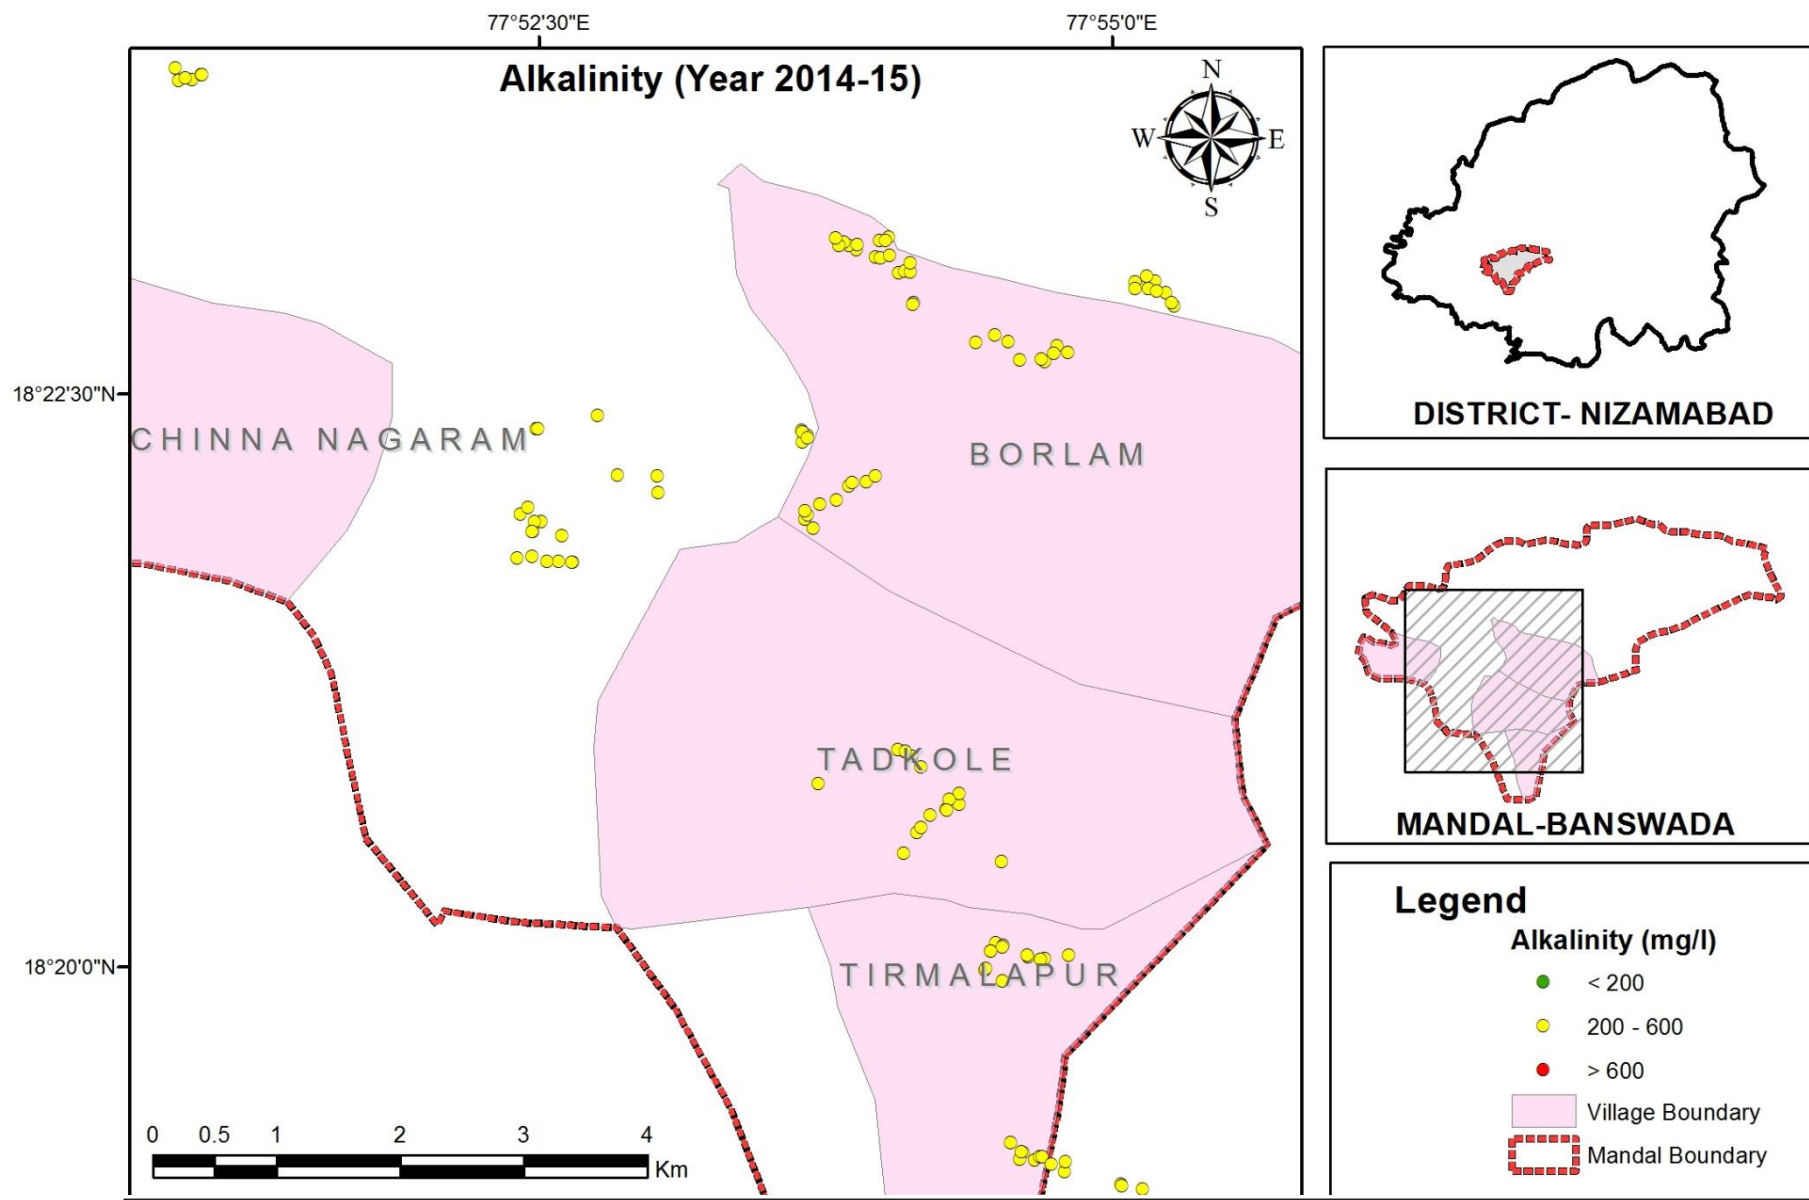 77°52'30"E
77°55'0"E
Alkalinity (Year 2014-15)
N
W
E
S
18°22'30"N
CHINNA NAGARAM
BORLAM
TADKOLE
18°20'0"N
TIRMALAPUR
0 0.5 1 2 3 4
Km
DISTRICT- NIZAMABAD
MANDAL-BANSWADA
Legend
Alkalinity (mg/l)
< 200
200 - 600
> 600
Village Boundary
Mandal Boundary